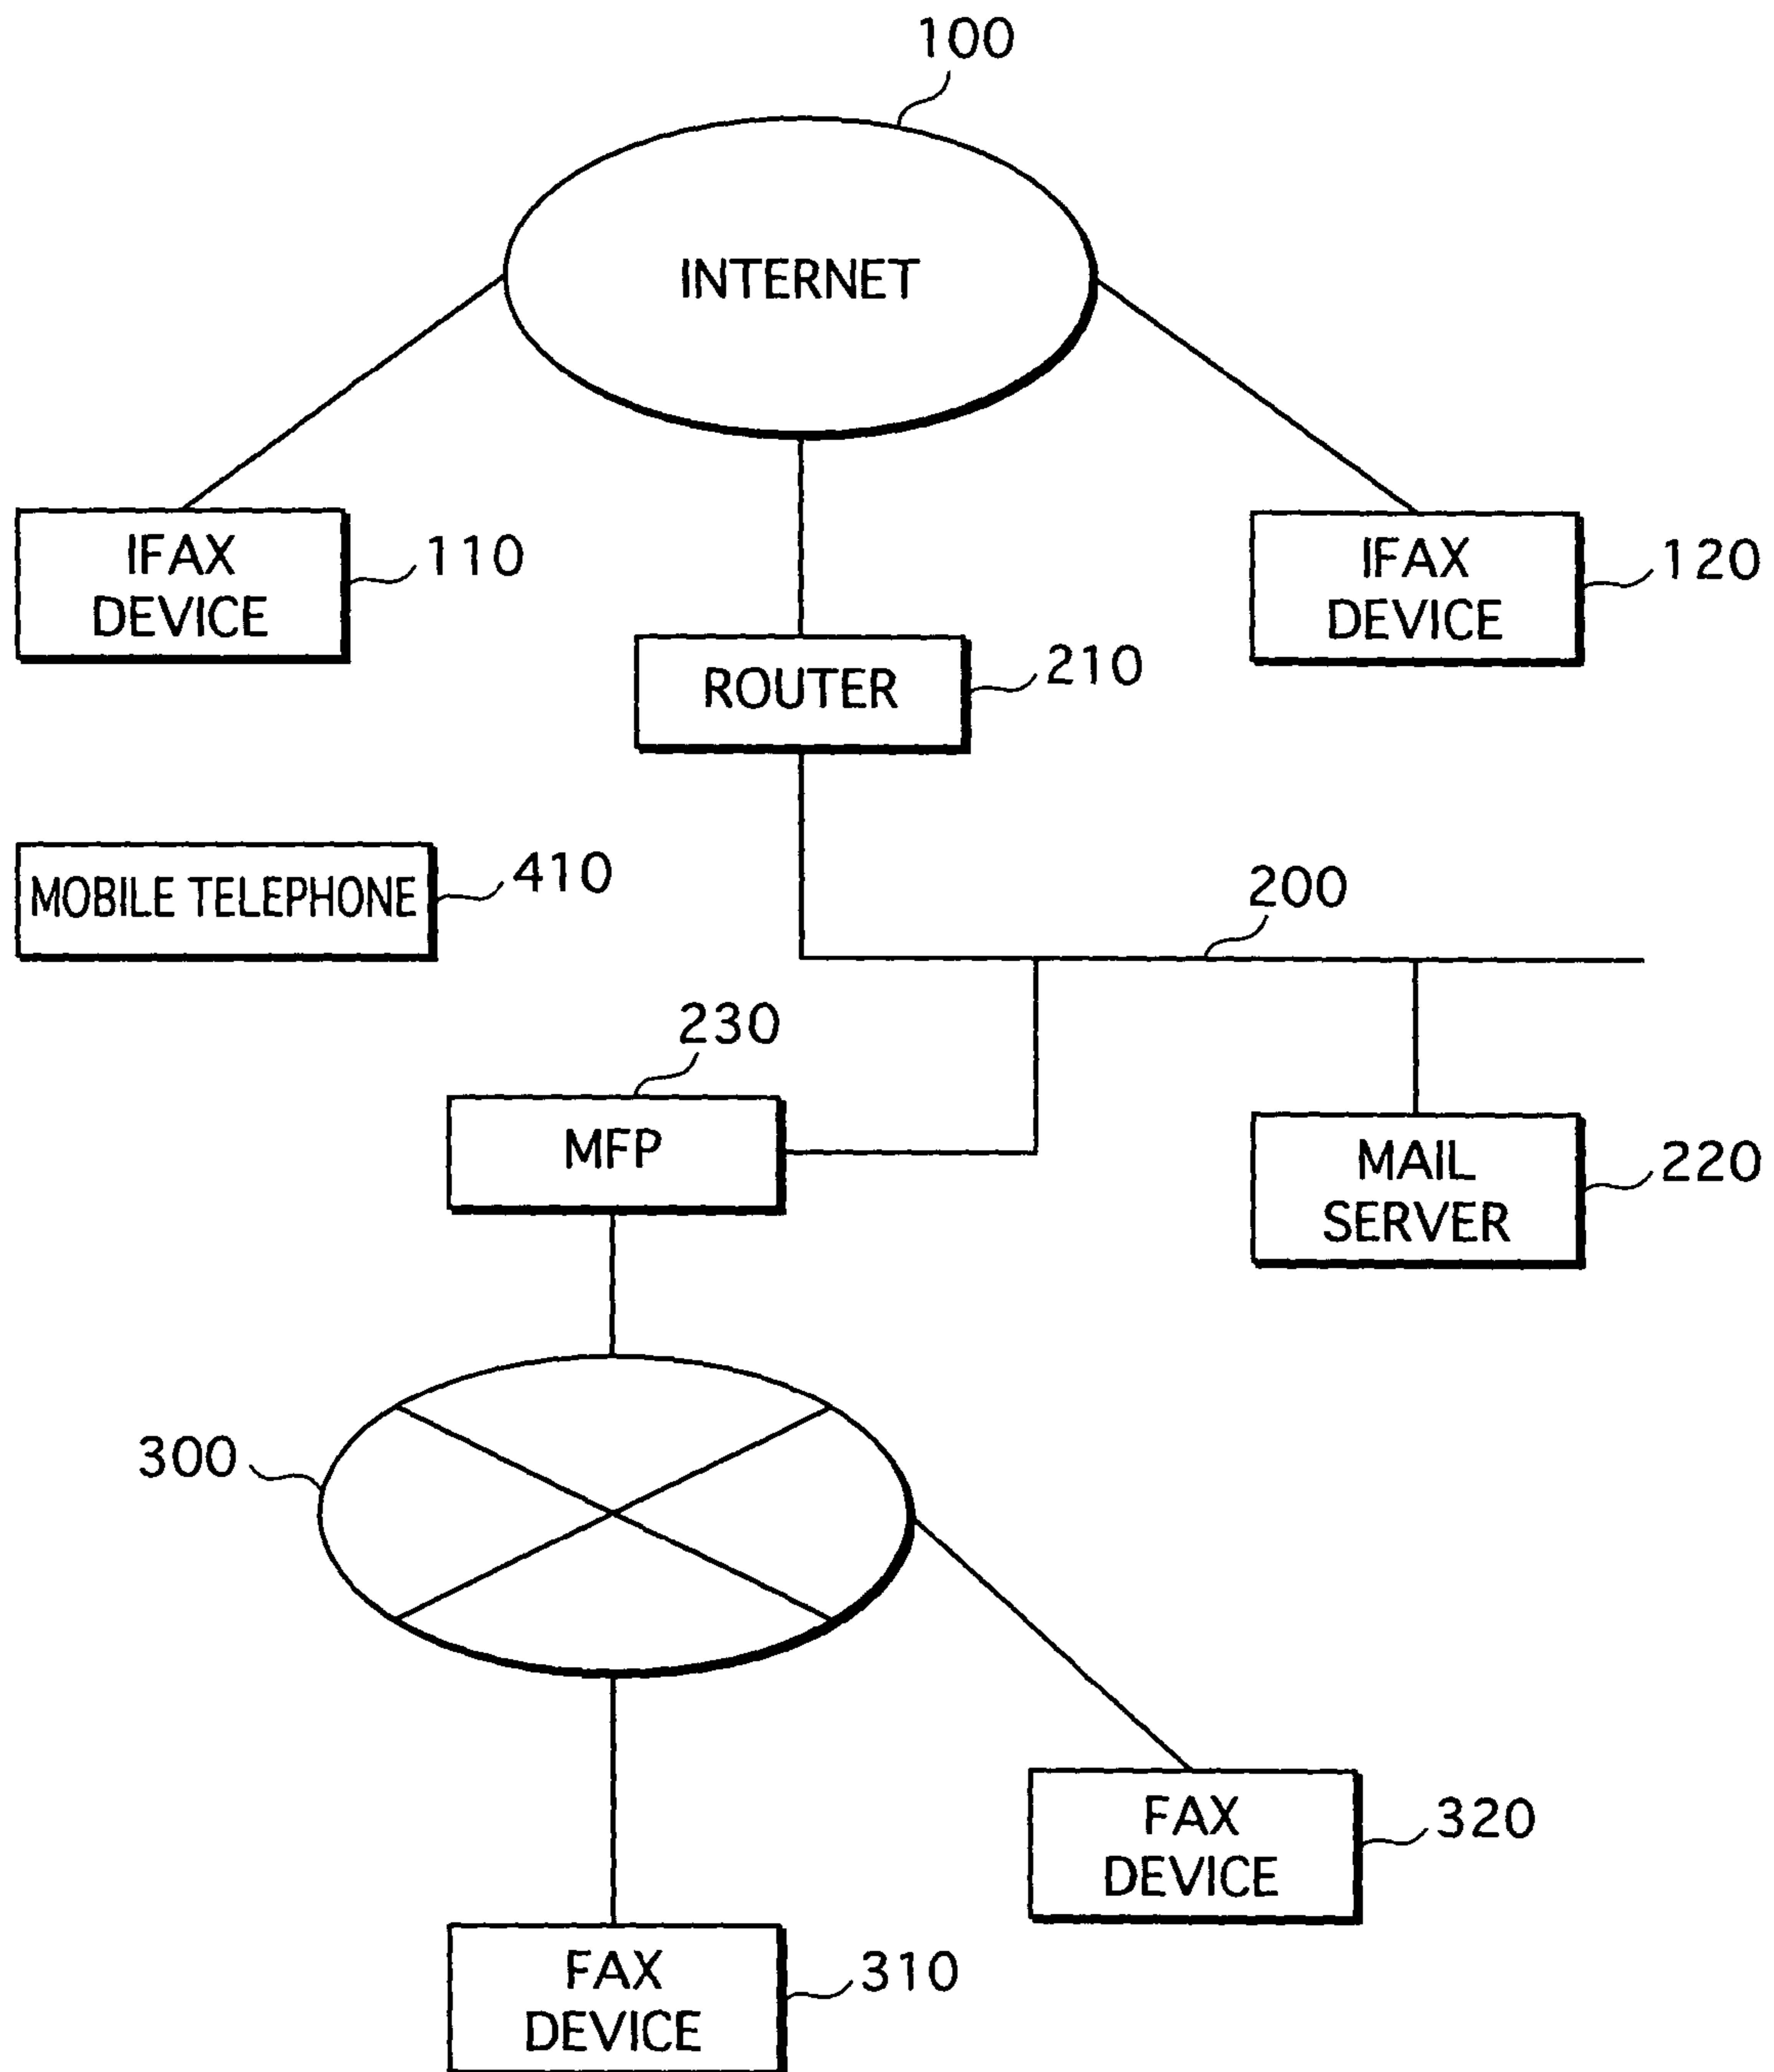 100
INTERNET
IFAX
DEVICE
110
IFAX
DEVICE
120
ROUTER
210
MOBILE TELEPHONE
410
200
230
MFP
MAIL
SERVER
220
300
FAX
DEVICE
320
FAX
DEVICE
310